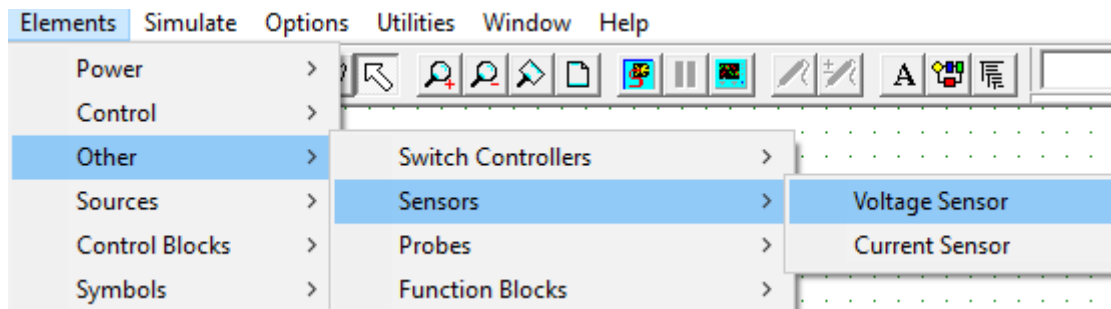 Elements Simulate Options Utilities Window Help
Power >
A
Control >
Other > Switch Controllers >
Sources > Sensors > Voltage Sensor
Control Blocks > Probes > Current Sensor
Symbols > Function Blocks >